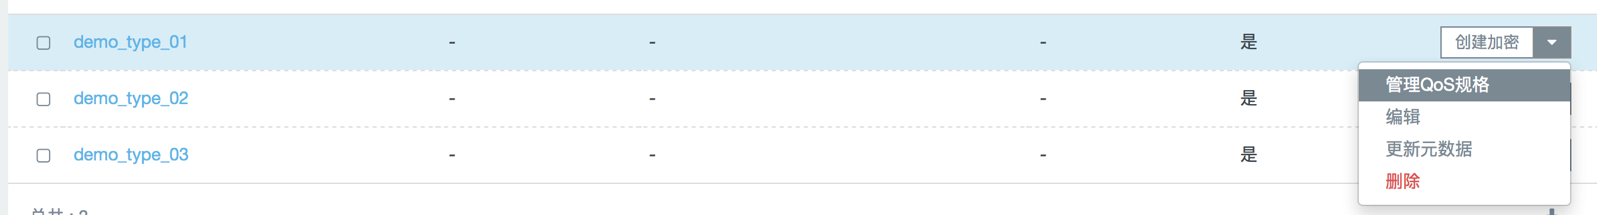 demo_type_01 - - - 是 创建加密
管理QoS规格
demo_type_02 - - - 是
编辑
更新元数据
demo_type_03 - - - 是
删除